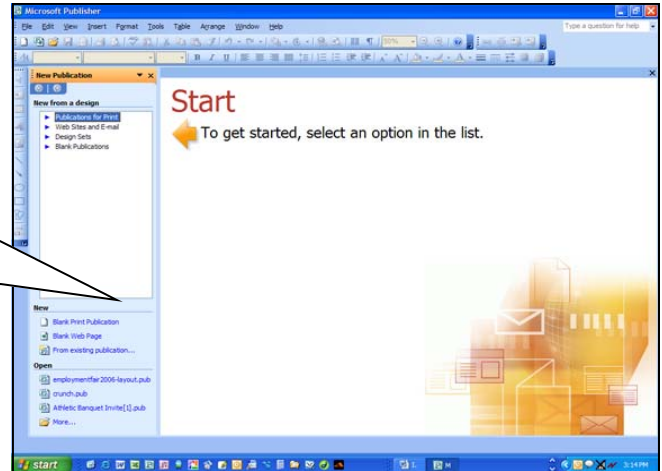 Microsoft Publisher
File Edit View Insert Format Tools Table Arrange Window Help
Type a question for help
New Publication
New from a design
Publications for Print
Web Sites and E-mail
Design Sets
Blank Publications
Start
To get started, select an option in the list.
New
Blank Print Publication
Blank Web Page
From existing publication...
Open
employmentfair2006-layout.pub
crunch.pub
Athletic Banquet Invite[1].pub
More...
start
3:14 PM